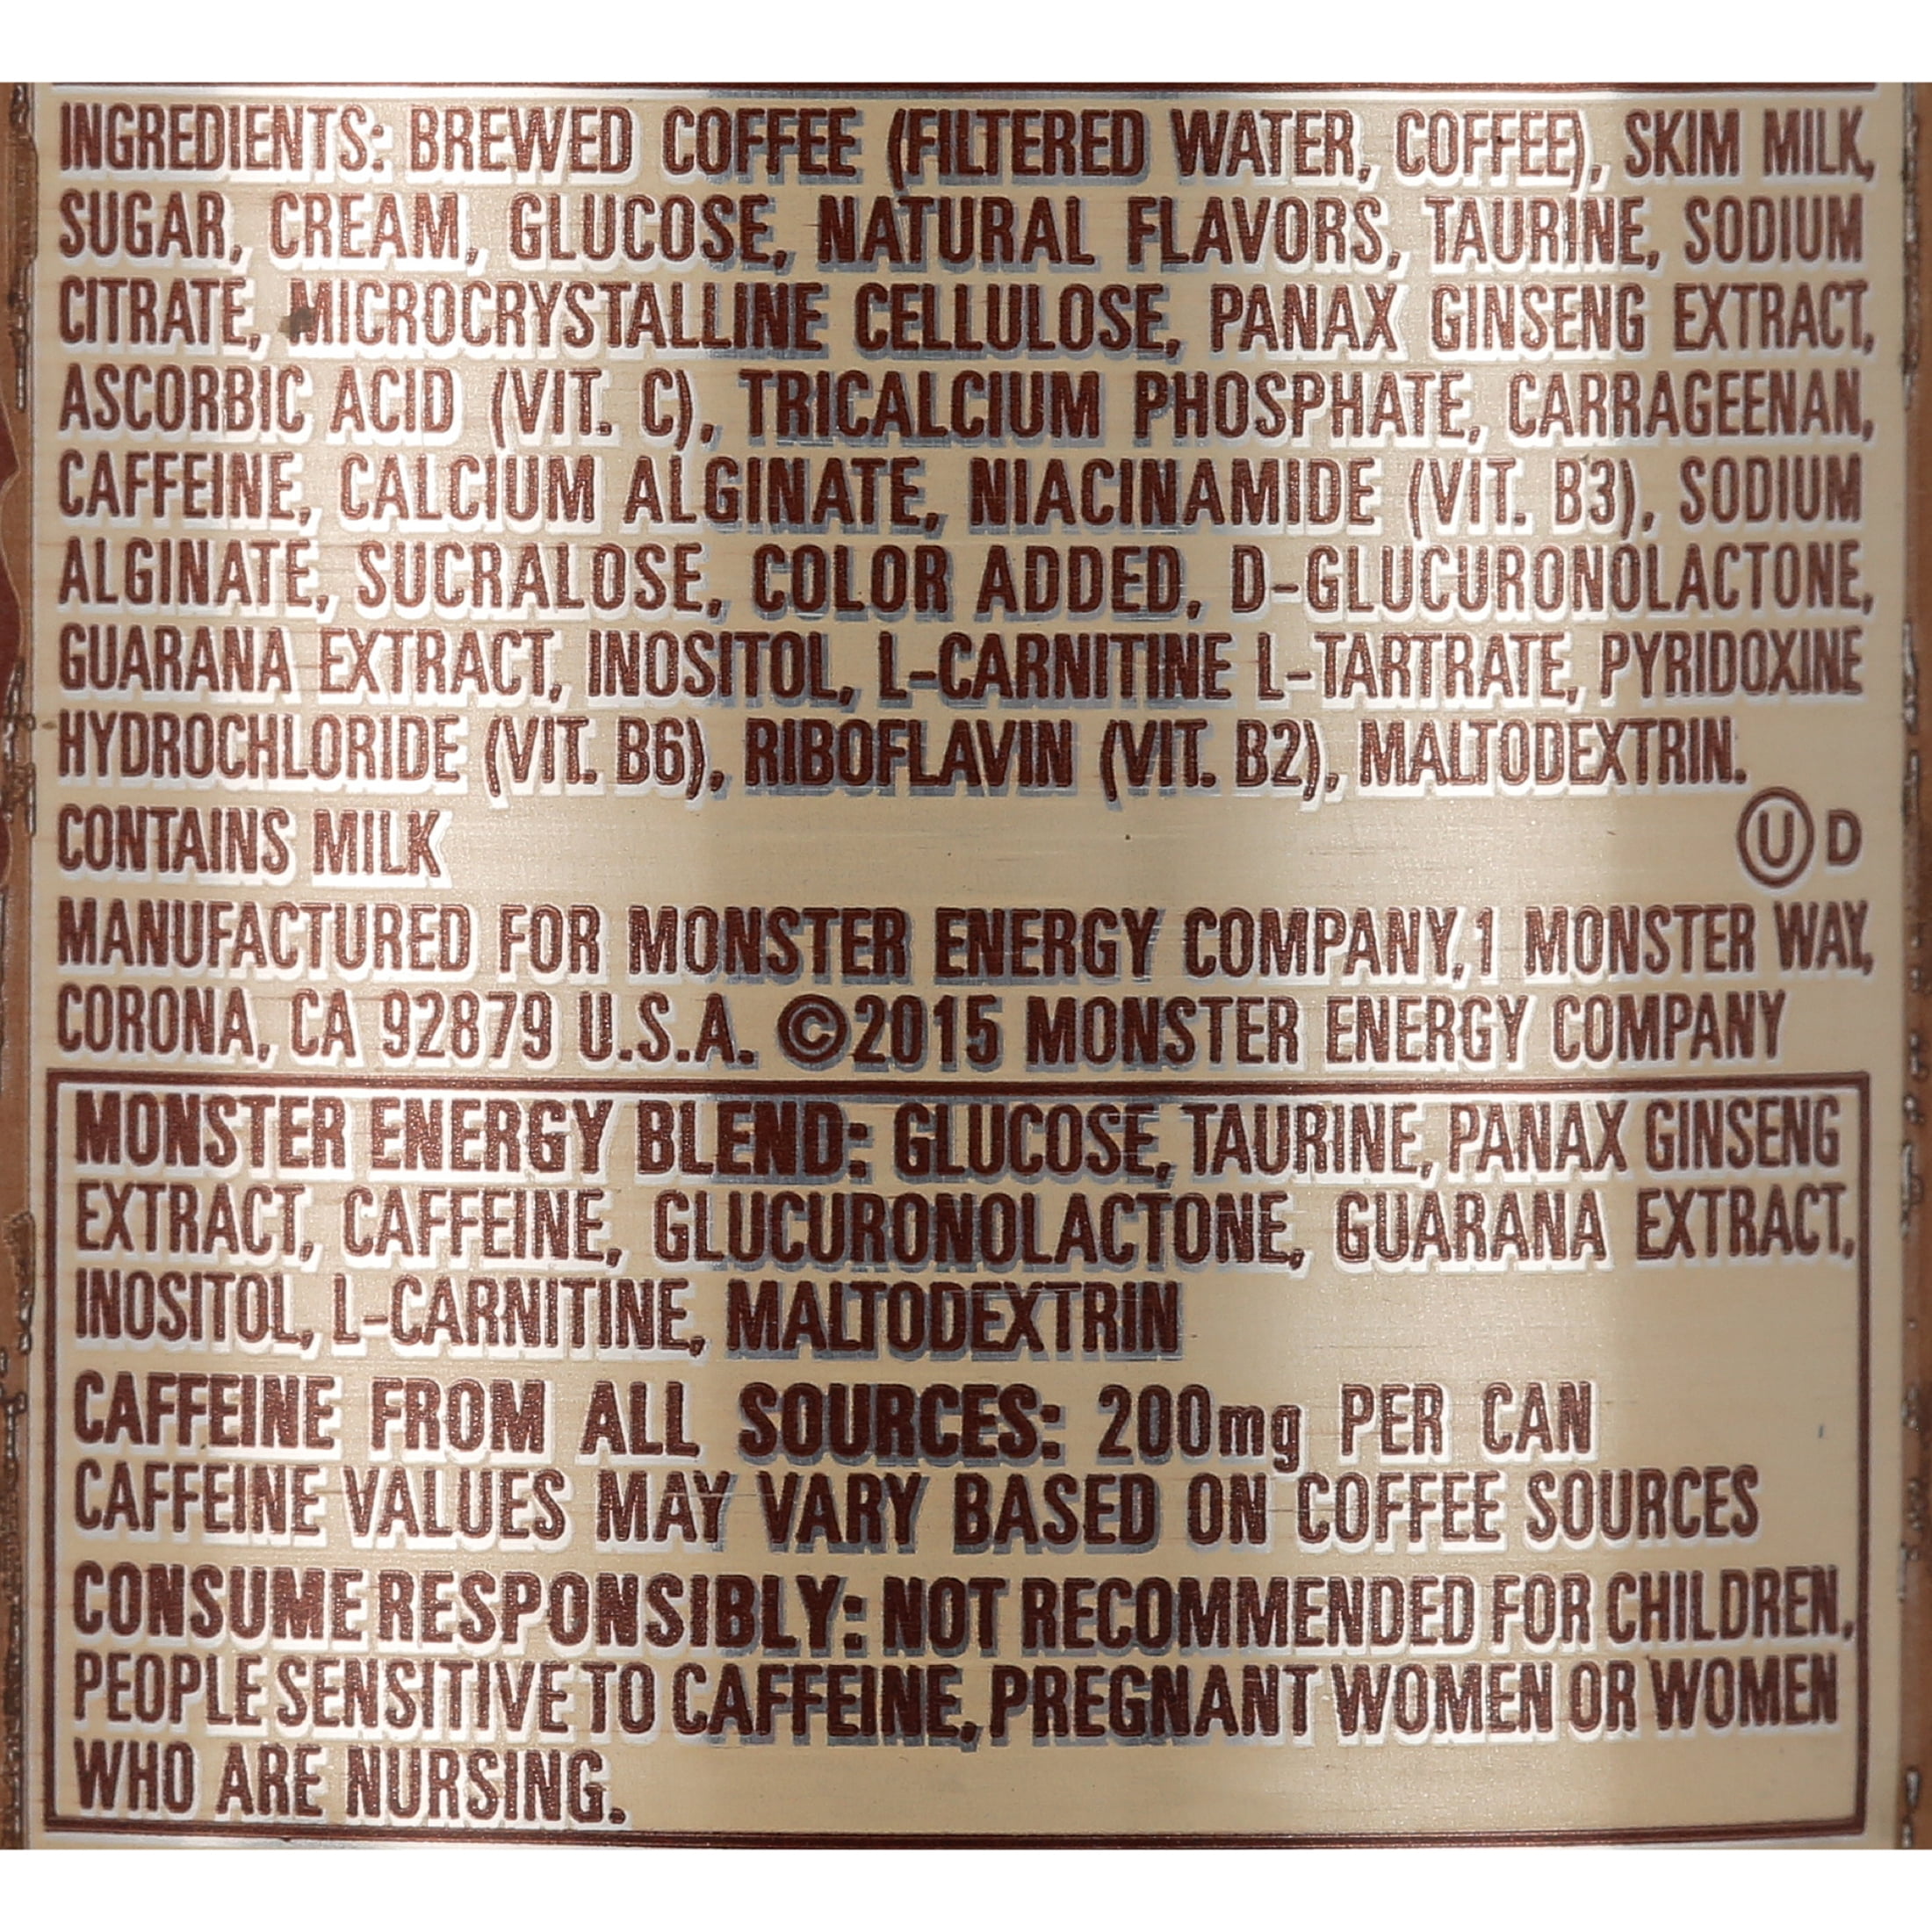 INGREDIENTS: BREWED COFFEE (FILTERED WATER, COFFEE), SKIM MILK,
SUGAR, CREAM, GLUCOSE, NATURAL FLAVORS, TAURINE, SODIUM
CITRATE, MICROCRYSTALLINE CELLULOSE, PANAX GINSENG EXTRACT,
ASCORBIC ACID (VIT. C), TRICALCIUM PHOSPHATE, CARRAGEENAN,
CAFFEINE, CALCIUM ALGINATE, NIACINAMIDE (VIT. B3), SODIUM
ALGINATE, SUCRALOSE, COLOR ADDED, D-GLUCURONOLACTONE,
GUARANA EXTRACT, INOSITOL, L-CARNITINE L-TARTRATE, PYRIDOXINE
HYDROCHLORIDE (VIT. B6), RIBOFLAVIN (VIT. B2), MALTODEXTRIN.
CONTAINS MILK Ⓤ D
MANUFACTURED FOR MONSTER ENERGY COMPANY, 1 MONSTER WAY,
CORONA, CA 92879 U.S.A. ©2015 MONSTER ENERGY COMPANY
MONSTER ENERGY BLEND: GLUCOSE, TAURINE, PANAX GINSENG
EXTRACT, CAFFEINE, GLUCURONOLACTONE, GUARANA EXTRACT,
INOSITOL, L-CARNITINE, MALTODEXTRIN
CAFFEINE FROM ALL SOURCES: 200mg PER CAN
CAFFEINE VALUES MAY VARY BASED ON COFFEE SOURCES
CONSUME RESPONSIBLY: NOT RECOMMENDED FOR CHILDREN,
PEOPLE SENSITIVE TO CAFFEINE, PREGNANT WOMEN OR WOMEN
WHO ARE NURSING.